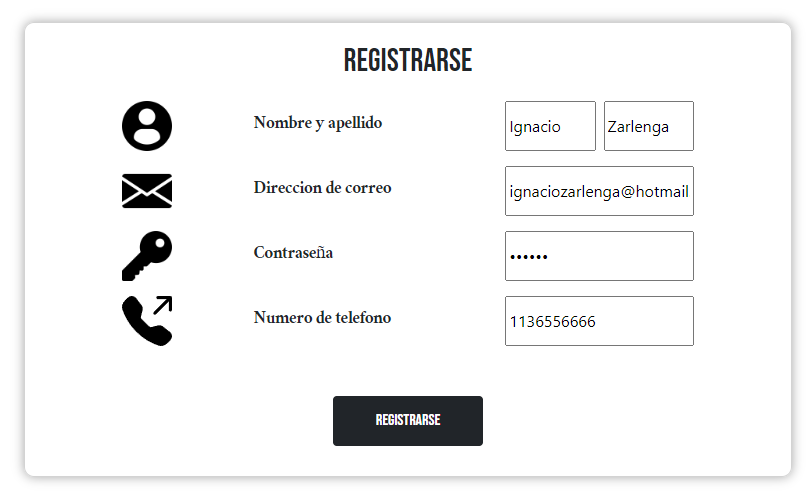 REGISTRARSE
Nombre y apellido Ignacio Zarlenga
Direccion de correo ignaciozarlenga@hotmail
Contraseña ••••••
Numero de telefono 1136556666
REGISTRARSE